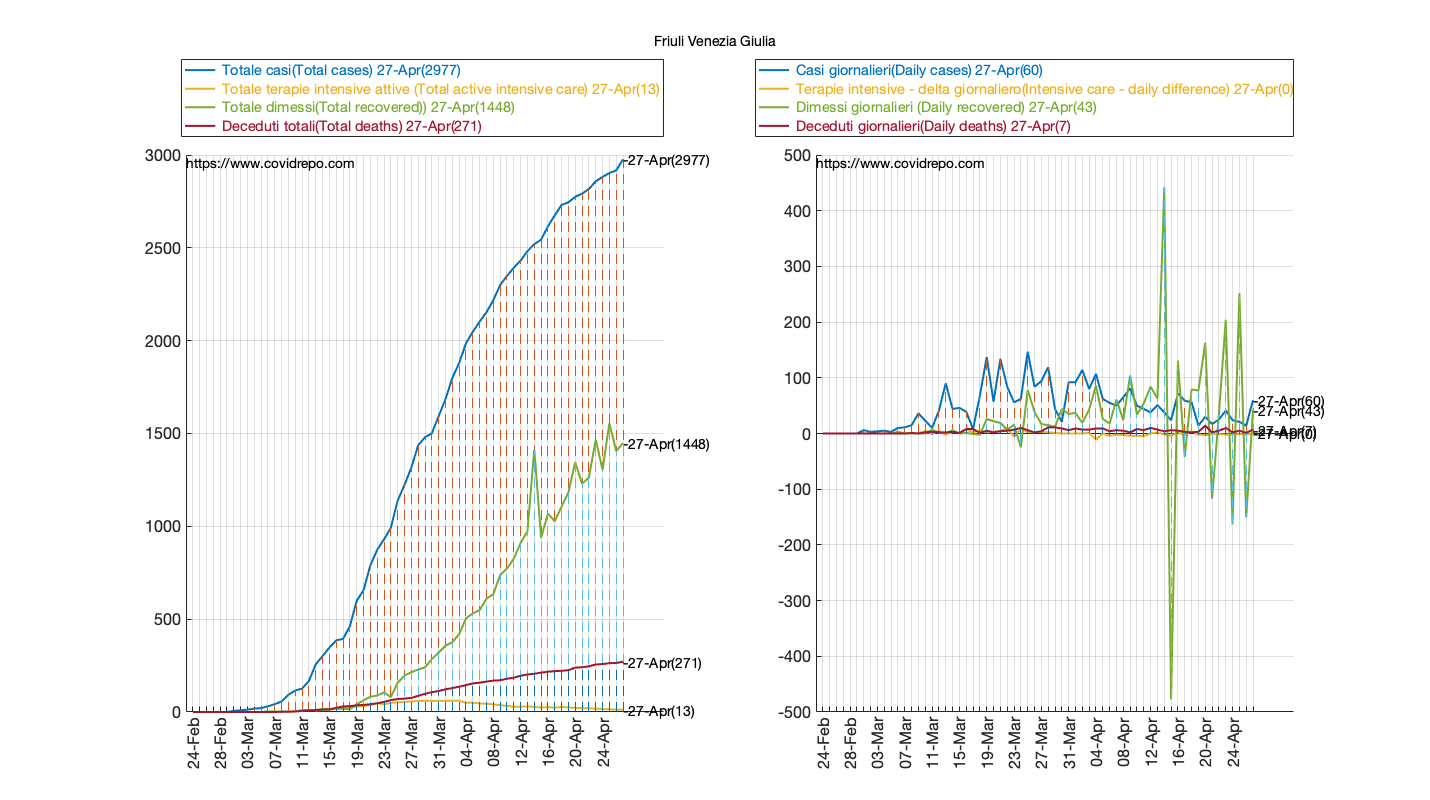 Friuli Venezia Giulia
Totale casi(Total cases) 27-Apr(2977)
Totale terapie intensive attive (Total active intensive care) 27-Apr(13)
Totale dimessi(Total recovered)) 27-Apr(1448)
Deceduti totali(Total deaths) 27-Apr(271)
https://www.covidrepo.com
3000
2500
2000
1500
1000
500
0
27-Apr(2977)
27-Apr(1448)
27-Apr(271)
27-Apr(13)
24-Feb
28-Feb
03-Mar
07-Mar
11-Mar
15-Mar
19-Mar
23-Mar
27-Mar
31-Mar
04-Apr
08-Apr
12-Apr
16-Apr
20-Apr
24-Apr
Casi giornalieri(Daily cases) 27-Apr(60)
Terapie intensive - delta giornaliero(Intensive care - daily difference) 27-Apr(0)
Dimessi giornalieri (Daily recovered) 27-Apr(43)
Deceduti giornalieri(Daily deaths) 27-Apr(7)
https://www.covidrepo.com
500
400
300
200
100
0
-100
-200
-300
-400
-500
27-Apr(60)
27-Apr(43)
27-Apr(7)
27-Apr(0)
24-Feb
28-Feb
03-Mar
07-Mar
11-Mar
15-Mar
19-Mar
23-Mar
27-Mar
31-Mar
04-Apr
08-Apr
12-Apr
16-Apr
20-Apr
24-Apr